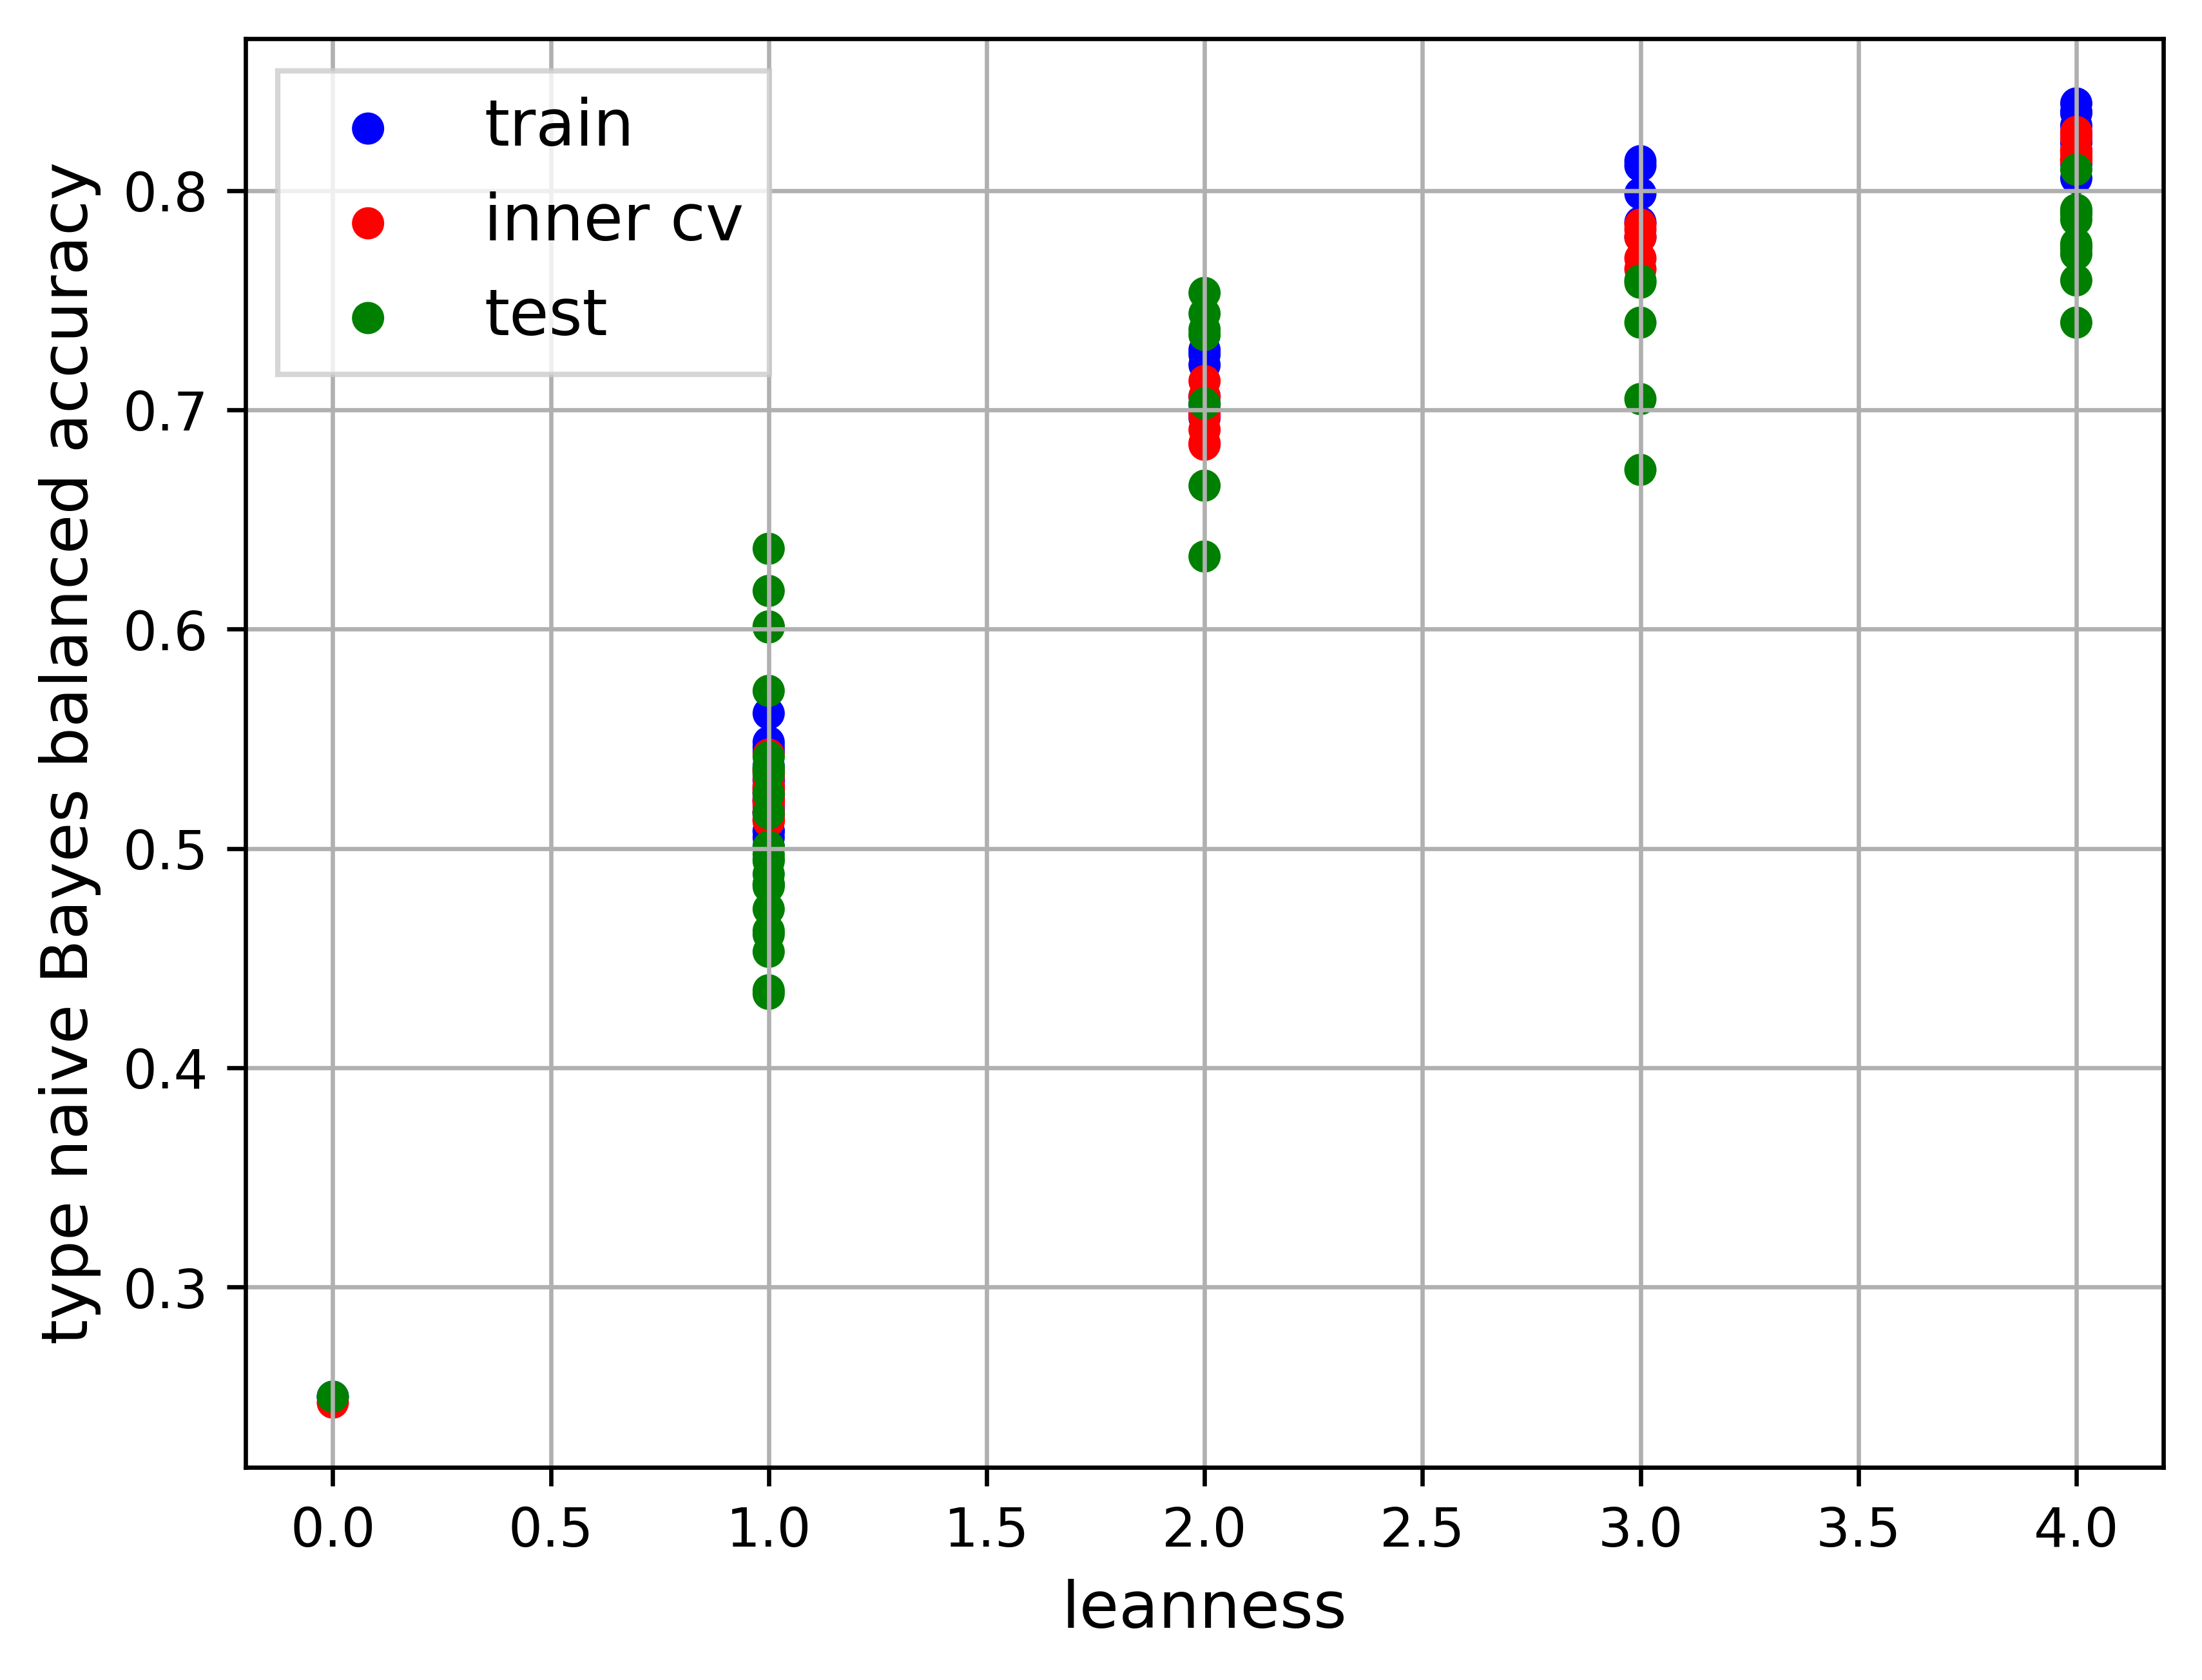 train
inner cv
test
type naive Bayes balanced accuracy
0.8
0.7
0.6
0.5
0.4
0.3
0.0 0.5 1.0 1.5 2.0 2.5 3.0 3.5 4.0
leanness